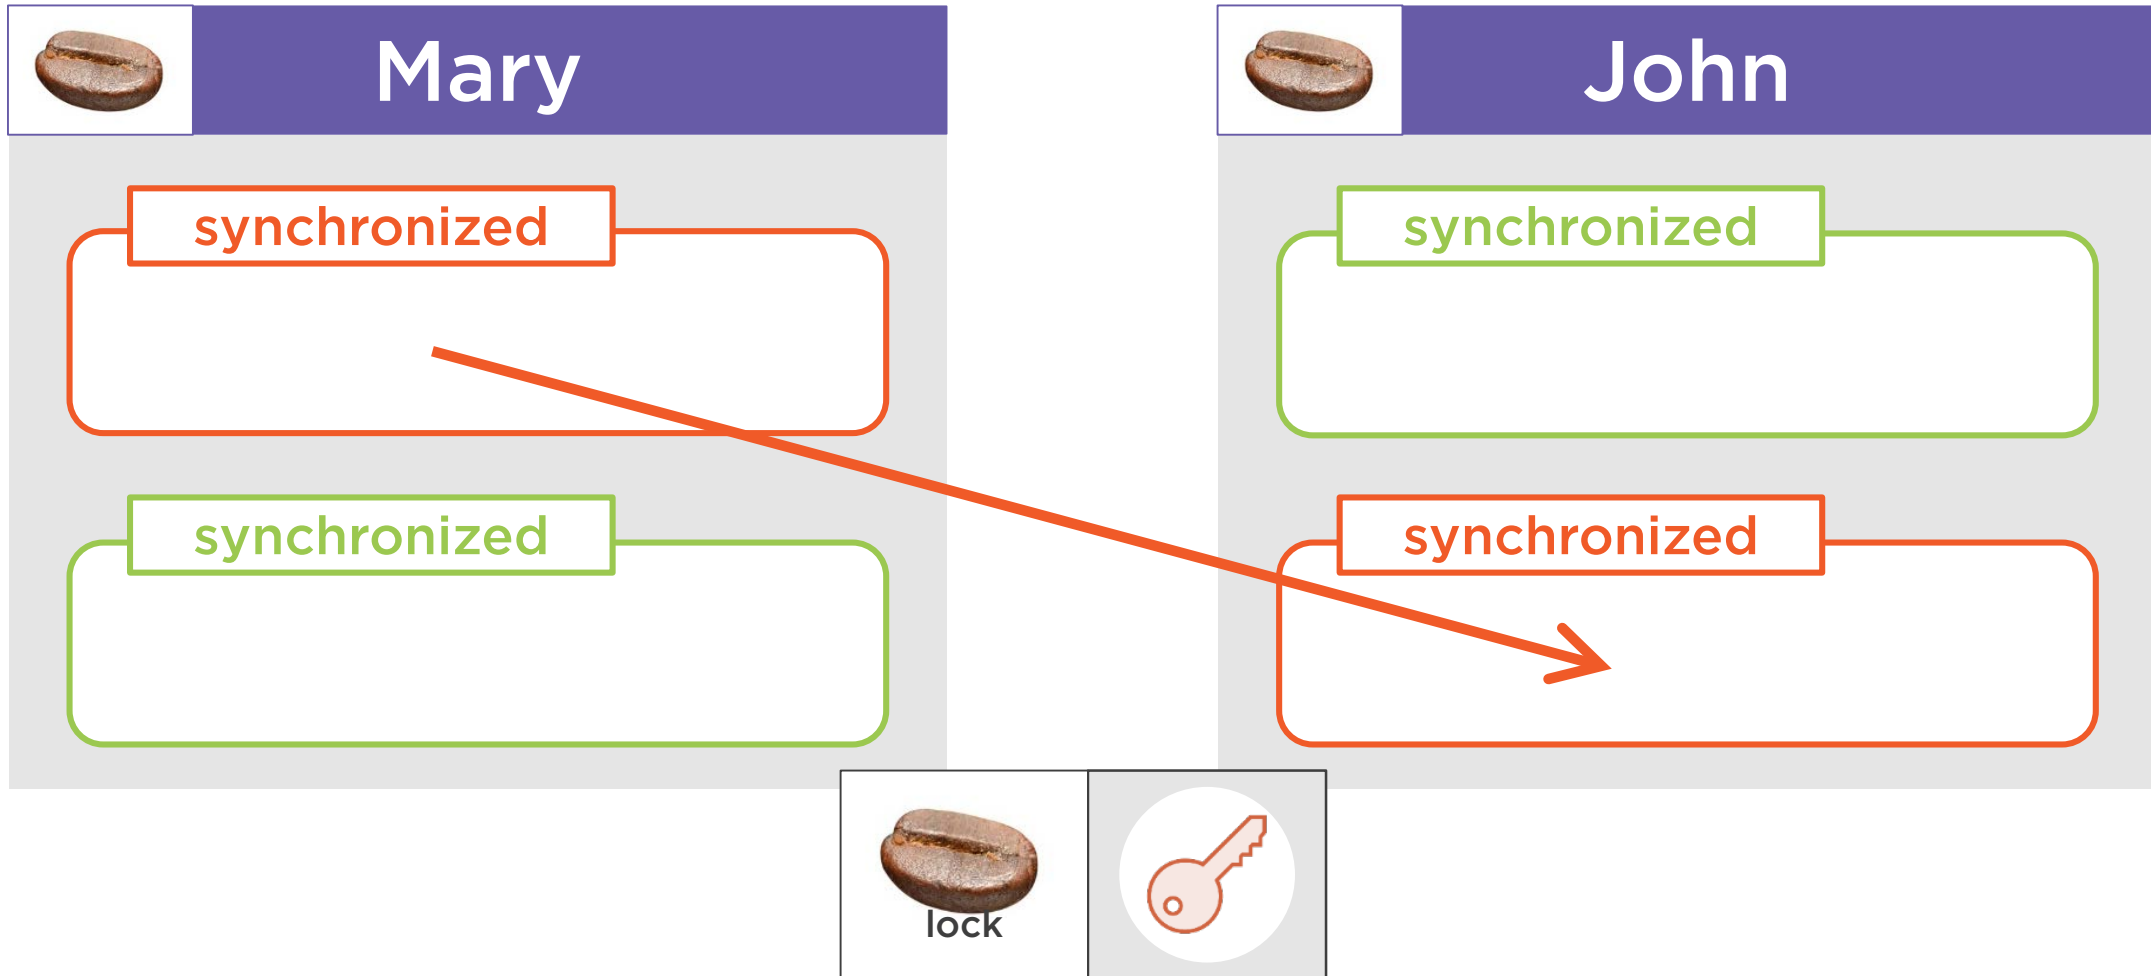 Mary
synchronized
synchronized
John
synchronized
synchronized
lock